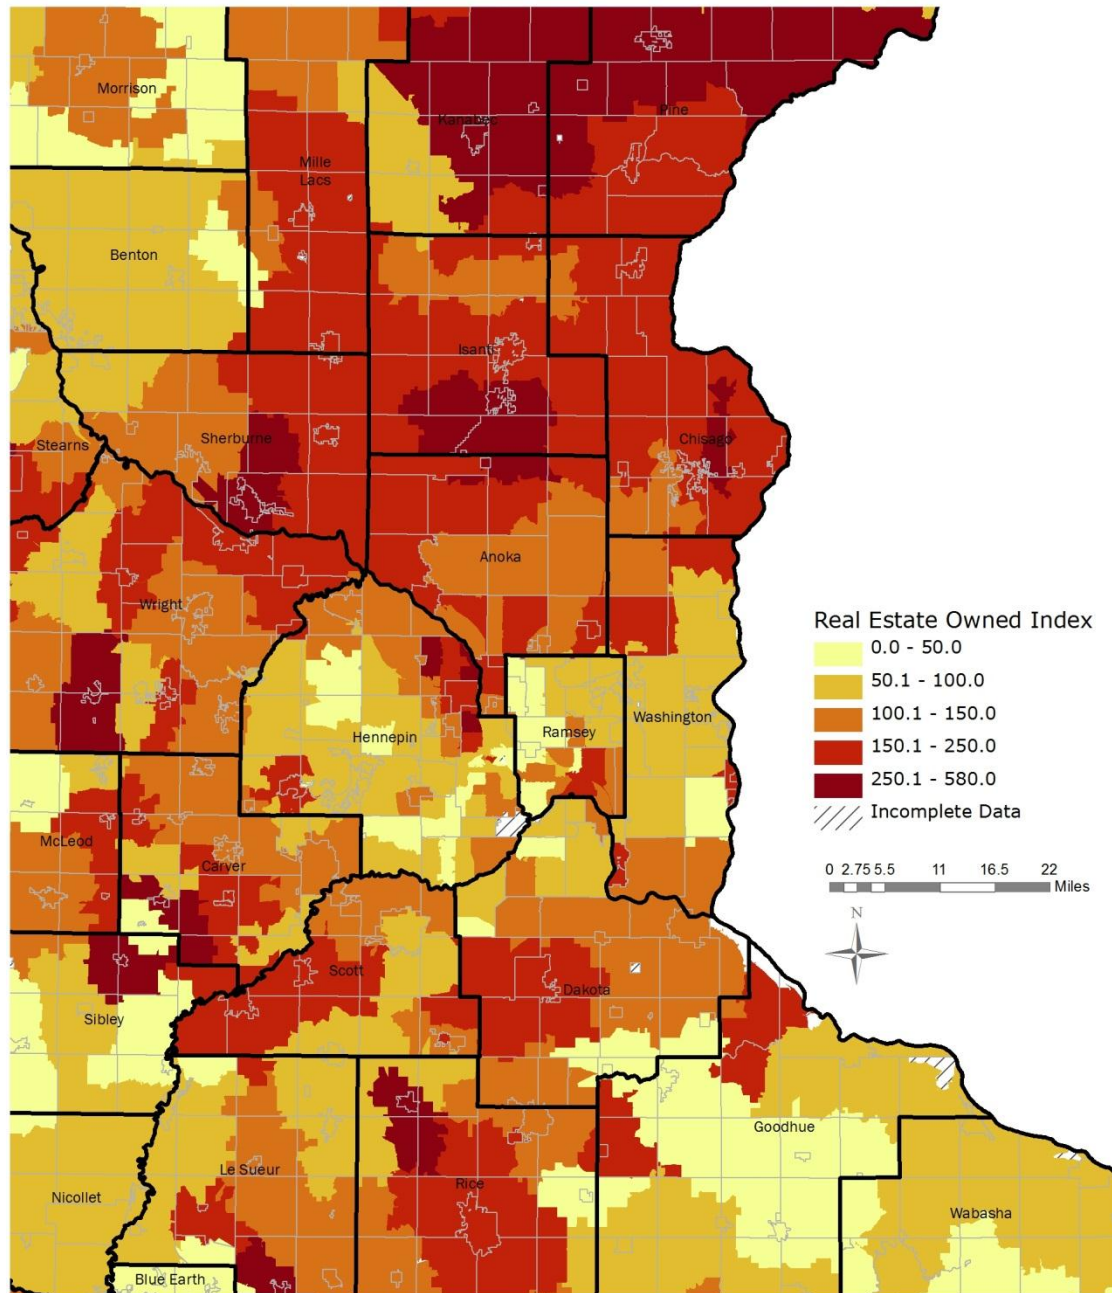 Morrison
Kanabec
Pine
Mille
Lacs
Benton
Isanti
Stearns
Sherburne
Chisago
Anoka
Wright
Real Estate Owned Index
0.0 - 50.0
50.1 - 100.0
100.1 - 150.0
150.1 - 250.0
250.1 - 580.0
Incomplete Data
Hennepin
Ramsey
Washington
McLeod
Carver
0 2.75 5.5 11 16.5 22
Miles
N
Scott
Dakota
Sibley
Goodhue
Le Sueur
Rice
Nicollet
Wabasha
Blue Earth